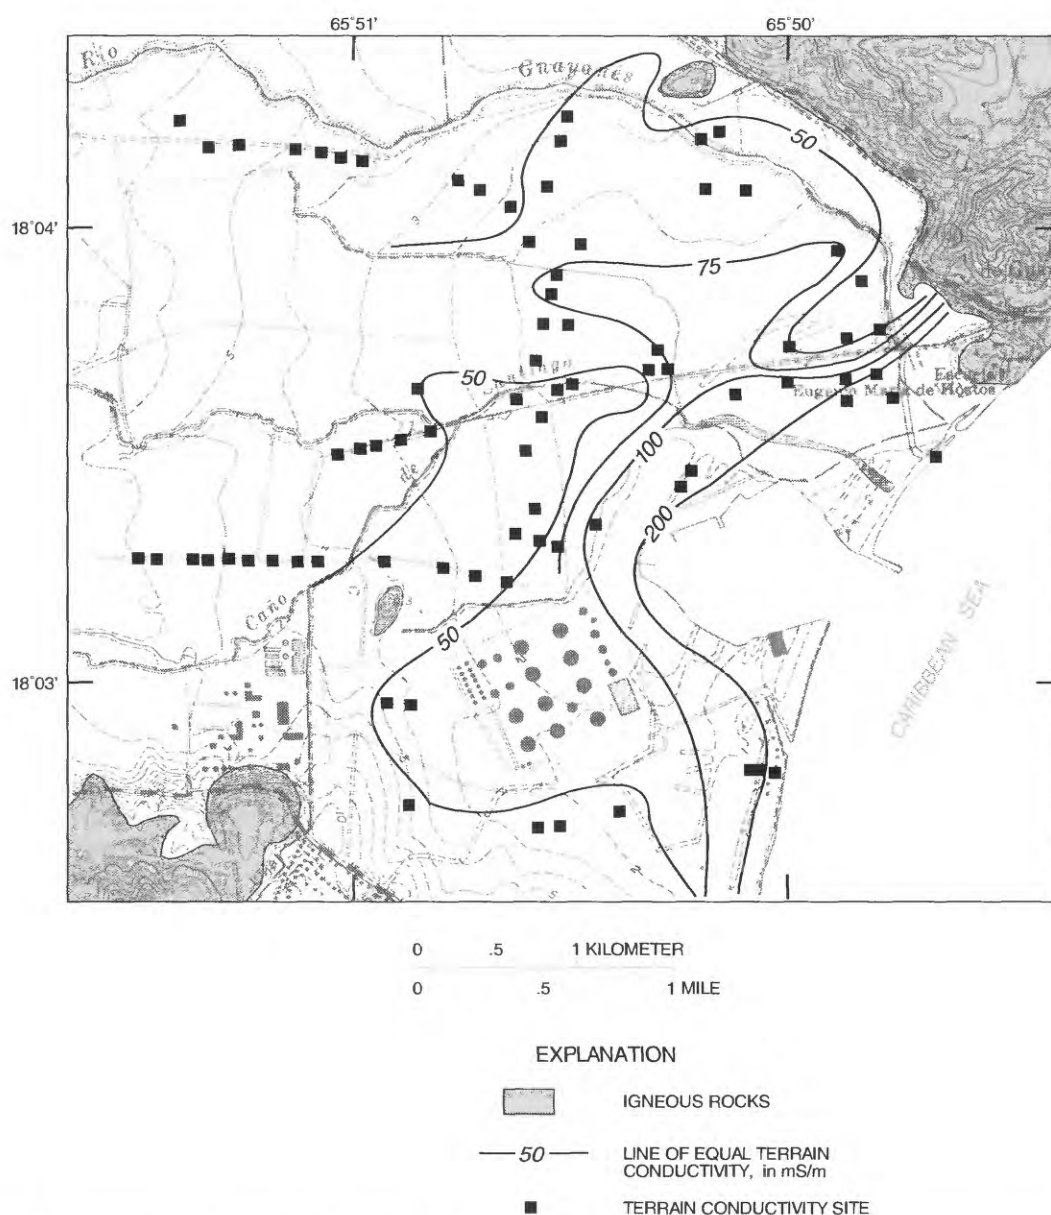 65°51'
65°50'
Rio
Guayanes
50
18°04'
75
50
Santiago
Eugenio Maria de Hostos
de
100
200
Caño
50
18°03'
CARIBBEAN SEA
0 .5 1 KILOMETER
0 .5 1 MILE
EXPLANATION
IGNEOUS ROCKS
50
LINE OF EQUAL TERRAIN
CONDUCTIVITY, in mS/m
TERRAIN CONDUCTIVITY SITE